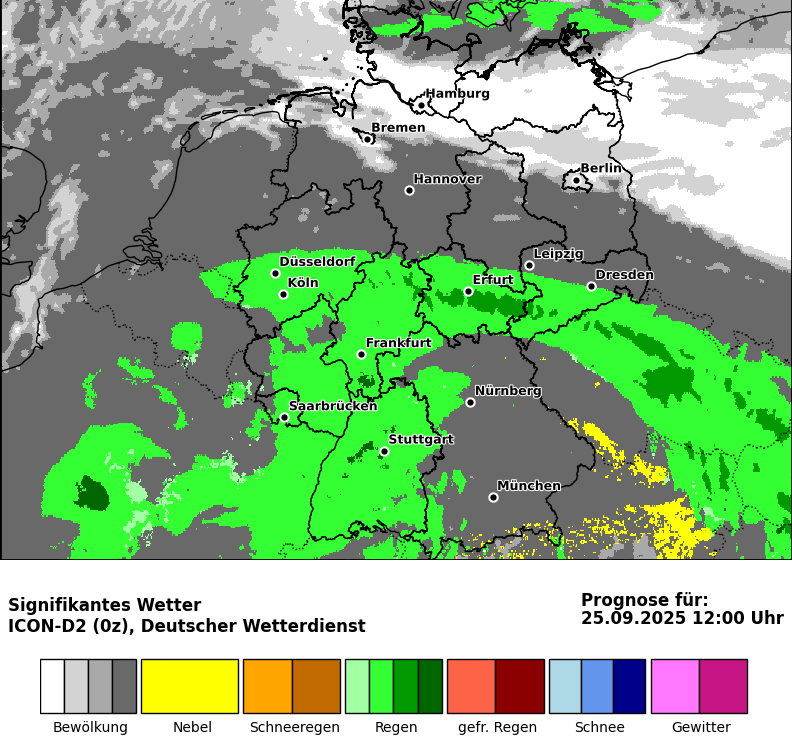 Hamburg
Bremen
Berlin
Hannover
Leipzig
Düsseldorf
Dresden
Köln
Erfurt
Frankfurt
Nürnberg
Saarbrücken
Stuttgart
München
Signifikantes Wetter
ICON-D2 (0z), Deutscher Wetterdienst
Prognose für:
25.09.2025 12:00 Uhr
Bewölkung
Nebel
Schneeregen
Regen
gefr. Regen
Schnee
Gewitter